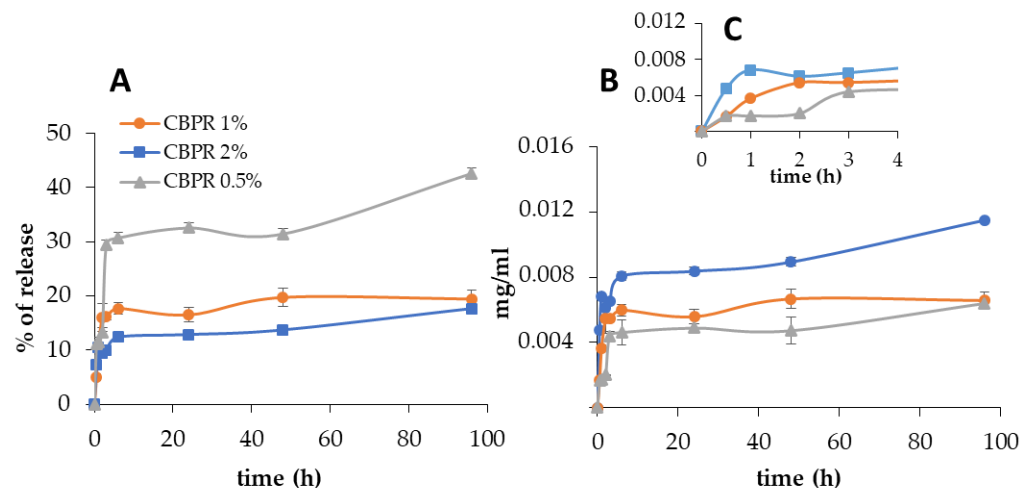 A
50
40
30
20
10
0
% of release
CBPR 1%
CBPR 2%
CBPR 0.5%
0 20 40 60 80 100
time (h)
C
0.012
0.008
0.004
0 1 2 3 4
time (h)
B
0.016
0.012
0.008
0.004
mg/ml
0 20 40 60 80 100
time (h)